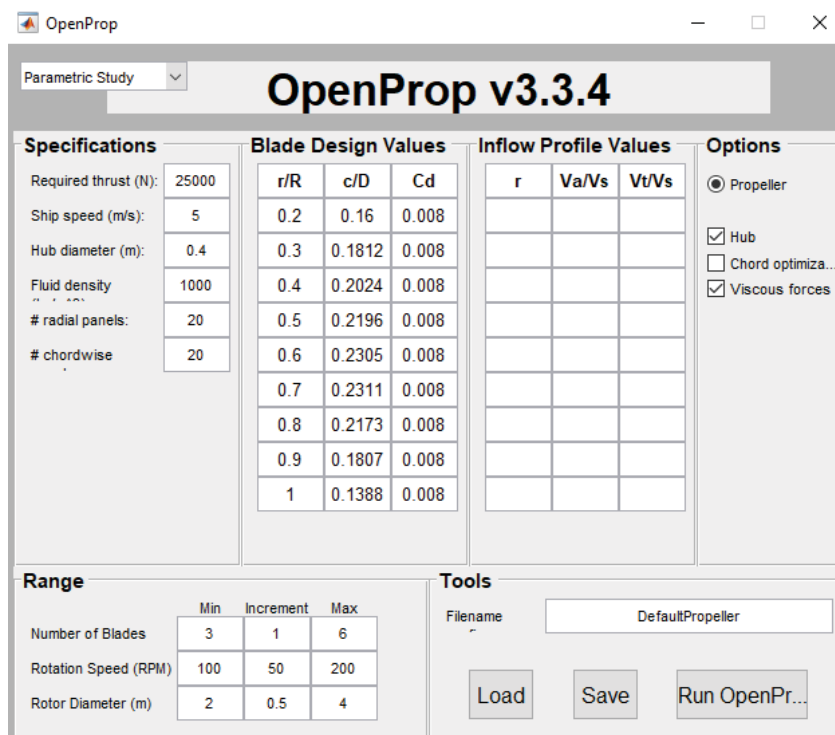 OpenProp
Parametric Study
OpenProp v3.3.4
Specifications
Required thrust (N): 25000
Ship speed (m/s): 5
Hub diameter (m): 0.4
Fluid density 1000
# radial panels: 20
# chordwise 20
Blade Design Values
r/R c/D Cd
0.2 0.16 0.008
0.3 0.1812 0.008
0.4 0.2024 0.008
0.5 0.2196 0.008
0.6 0.2305 0.008
0.7 0.2311 0.008
0.8 0.2173 0.008
0.9 0.1807 0.008
1 0.1388 0.008
Inflow Profile Values
r Va/Vs Vt/Vs
Options
Propeller
Hub
Chord optimiza...
Viscous forces
Range
Min Increment Max
Number of Blades 3 1 6
Rotation Speed (RPM) 100 50 200
Rotor Diameter (m) 2 0.5 4
Tools
Filename DefaultPropeller
Load Save Run OpenPr...